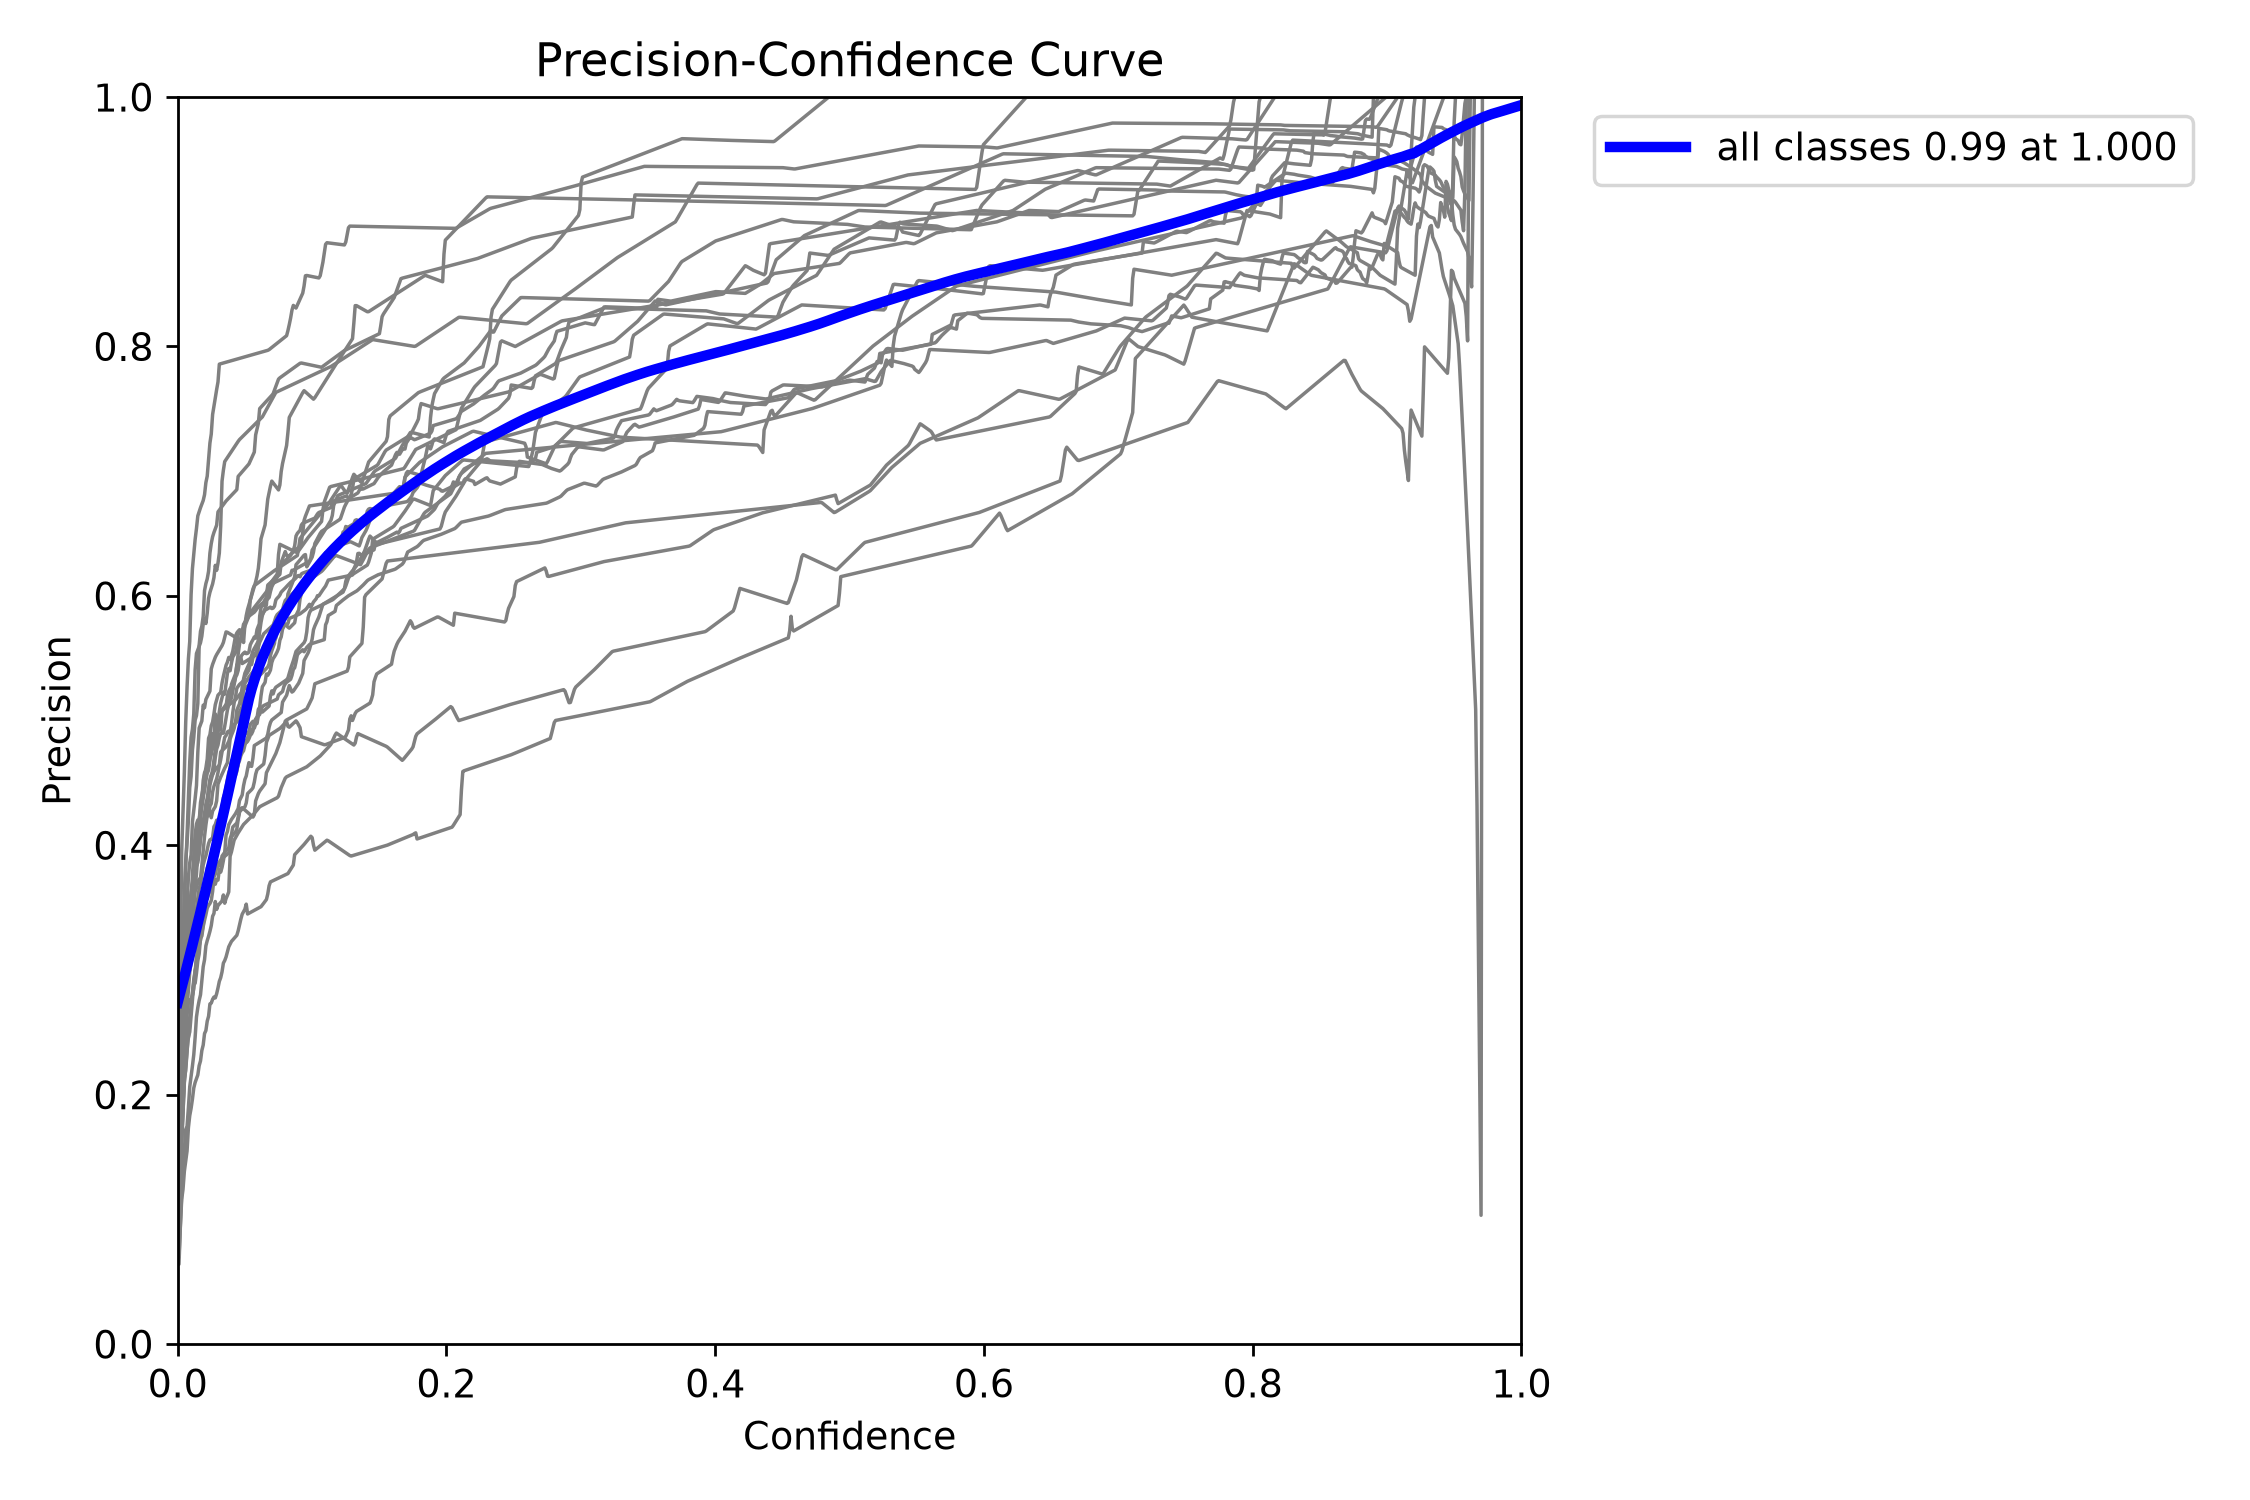 Precision-Confidence Curve
1.0
0.8
0.6
0.4
0.2
0.0
Precision
0.0 0.2 0.4 0.6 0.8 1.0
Confidence
all classes 0.99 at 1.000